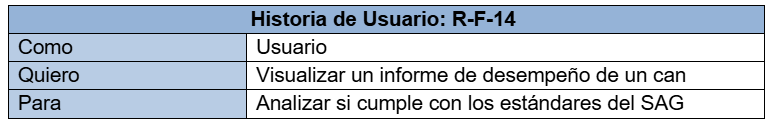 Historia de Usuario: R-F-14
Como Usuario
Quiero Visualizar un informe de desempeño de un can
Para Analizar si cumple con los estándares del SAG